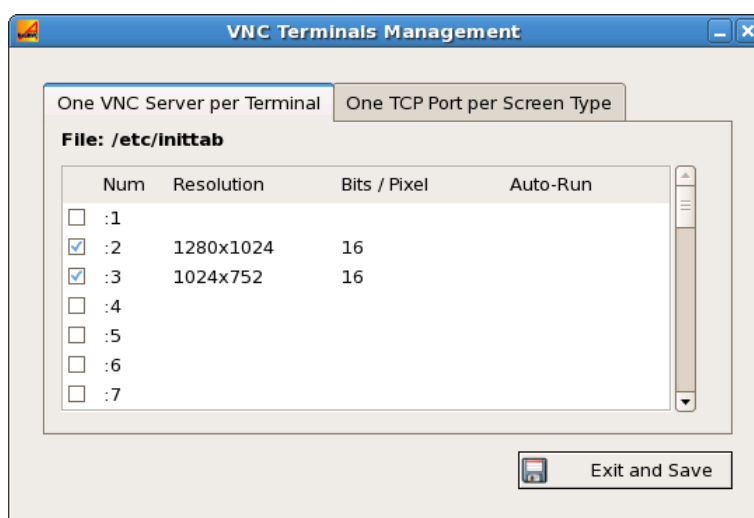 VNC Terminals Management
One VNC Server per Terminal
One TCP Port per Screen Type
File: /etc/inittab
Num Resolution Bits / Pixel Auto-Run
:1
:2 1280x1024 16
:3 1024x752 16
:4
:5
:6
:7
Exit and Save